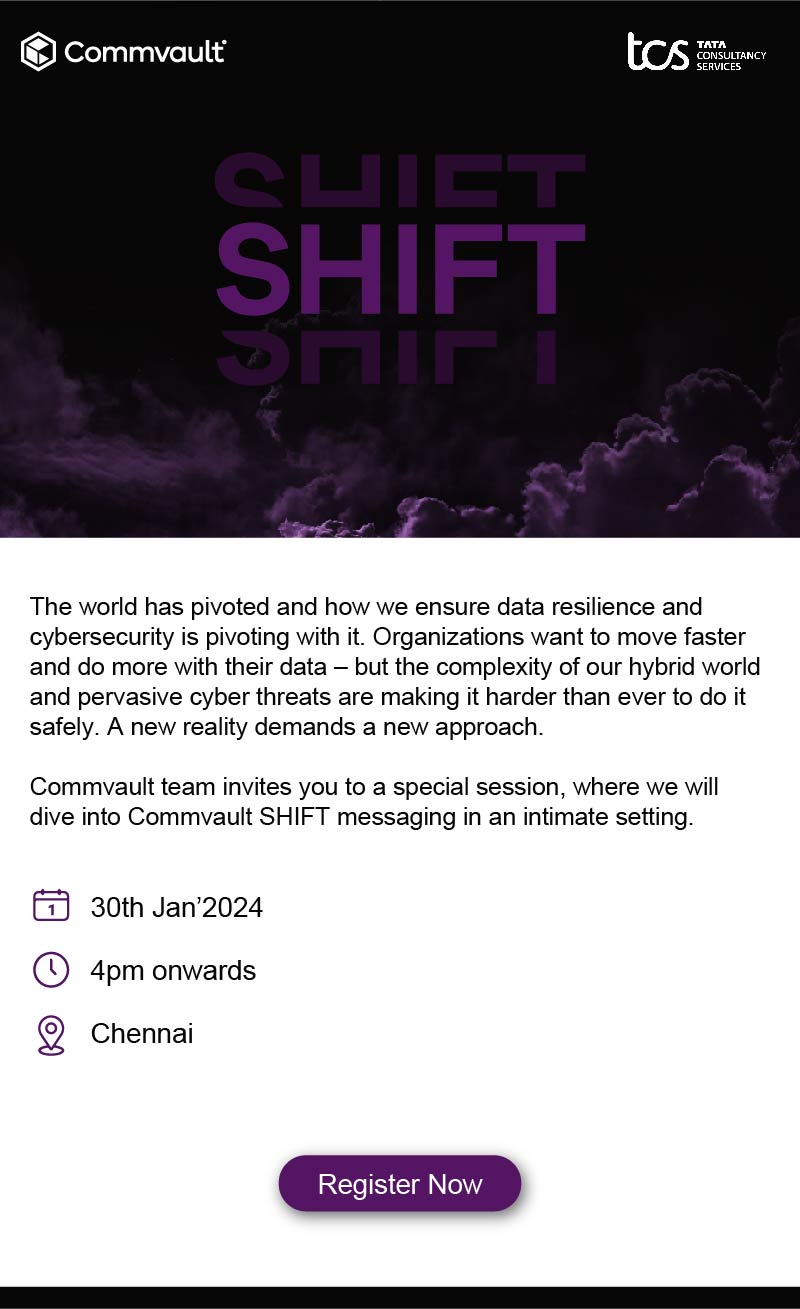 Commvault
tcs TATA
CONSULTANCY
SERVICES
SHIFT
SHIFT
SHIFT
The world has pivoted and how we ensure data resilience and
cybersecurity is pivoting with it. Organizations want to move faster
and do more with their data – but the complexity of our hybrid world
and pervasive cyber threats are making it harder than ever to do it
safely. A new reality demands a new approach.
Commvault team invites you to a special session, where we will
dive into Commvault SHIFT messaging in an intimate setting.
1
30th Jan’2024
4pm onwards
Chennai
Register Now